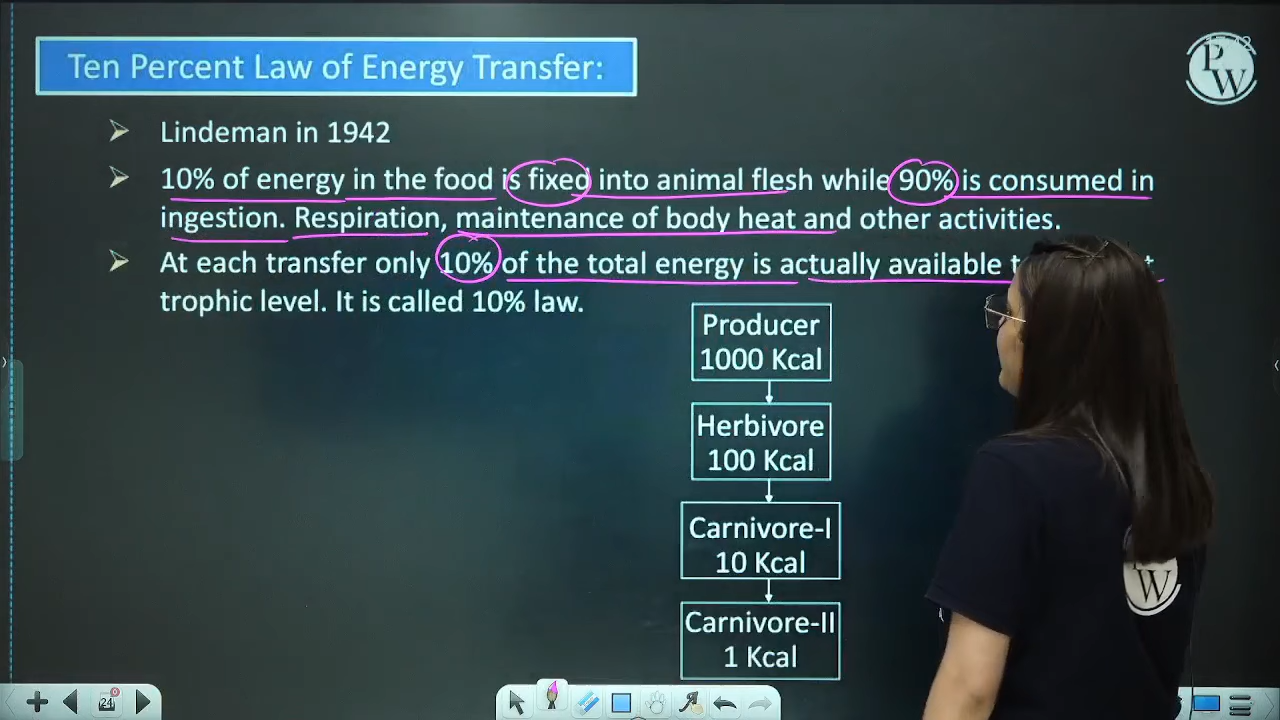 Ten Percent Law of Energy Transfer:
PW
Lindeman in 1942
10% of energy in the food is fixed into animal flesh while 90% is consumed in
ingestion. Respiration, maintenance of body heat and other activities.
At each transfer only 10% of the total energy is actually available
trophic level. It is called 10% law.
Producer
1000 Kcal
Herbivore
100 Kcal
Carnivore-I
10 Kcal
Carnivore-II
1 Kcal
W
24